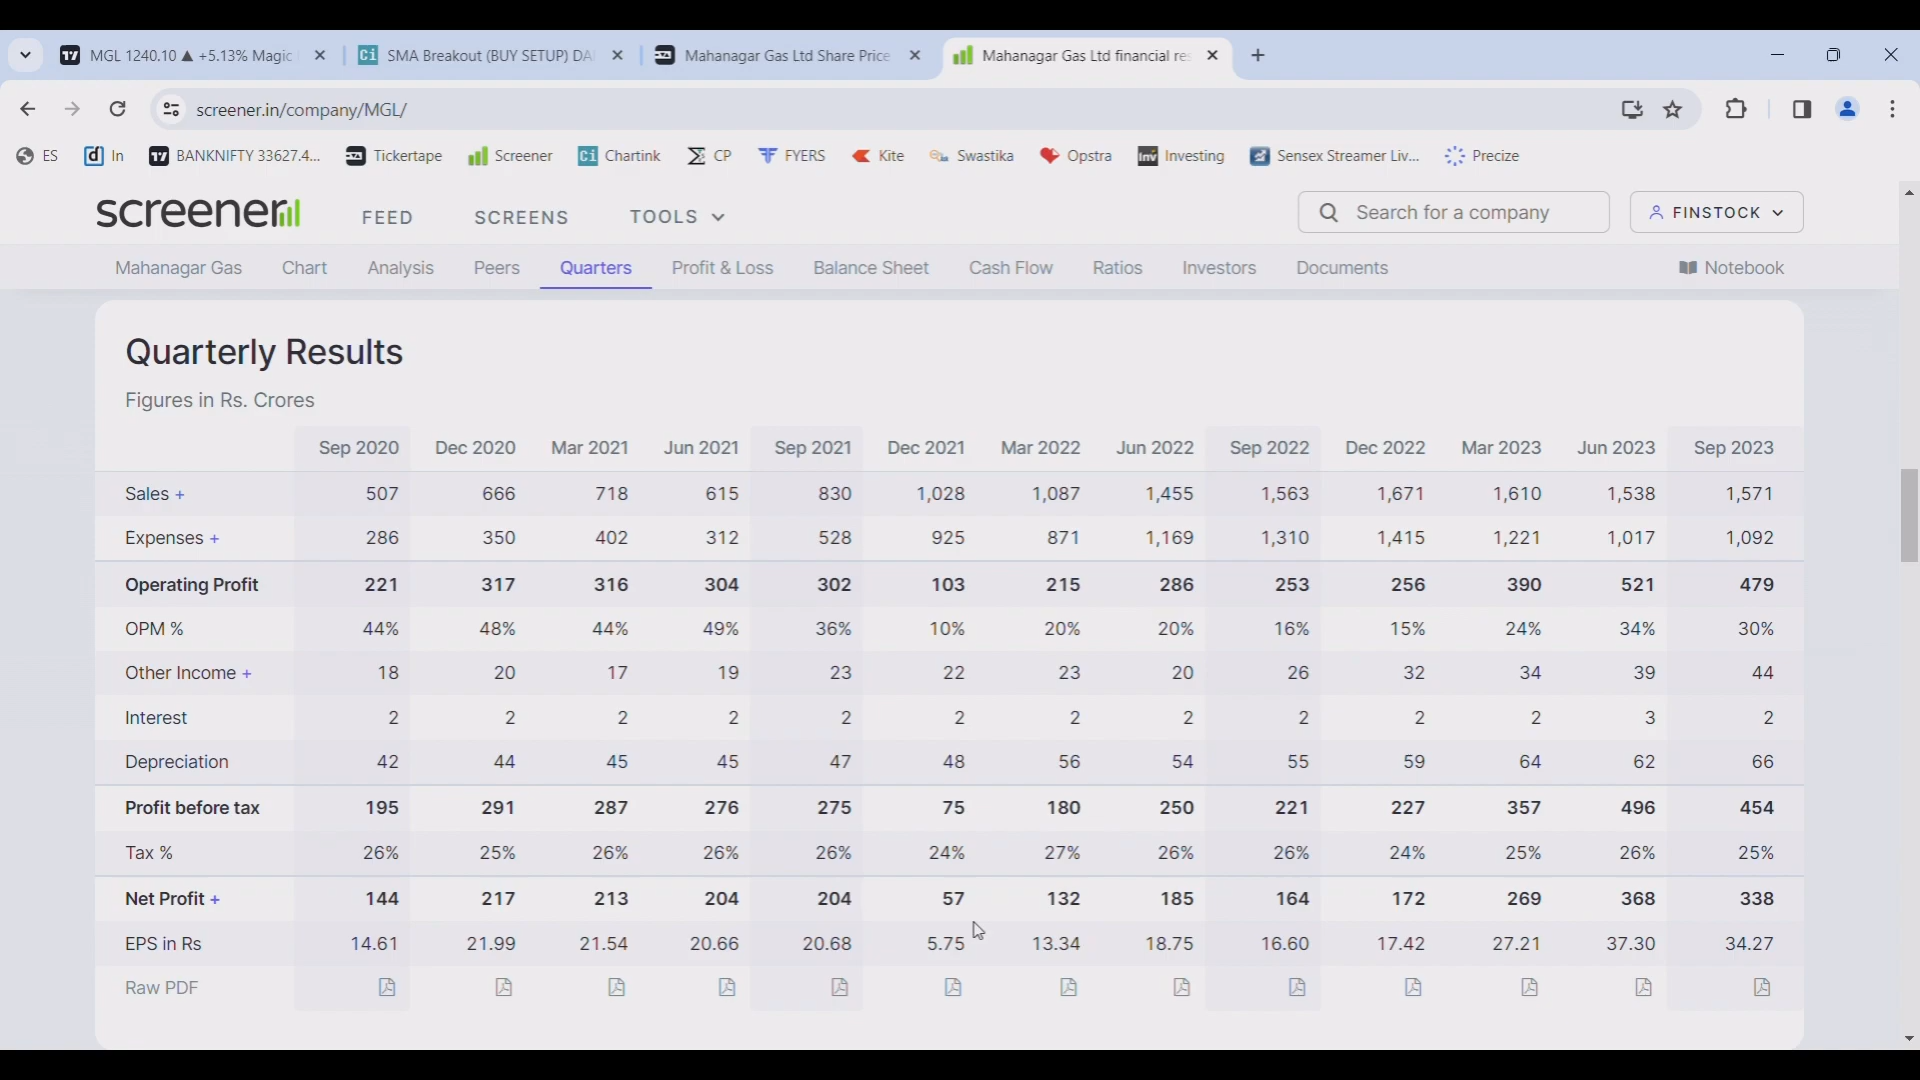 MGL 1240.10 ▲ +5.13% Magic
SMA Breakout (BUY SETUP) DAI
Mahanagar Gas Ltd Share Price
Mahanagar Gas Ltd financial res
screener.in/company/MGL/
ES In BANKNIFTY 33627.4... Tickertape Screener Chartink CP FYERS Kite Swastika Opstra Investing Sensex Streamer Liv... Precize
screener FEED SCREENS TOOLS Search for a company FINSTOCK
Mahanagar Gas Chart Analysis Peers Quarters Profit & Loss Balance Sheet Cash Flow Ratios Investors Documents Notebook
Quarterly Results
Figures in Rs. Crores
Sep 2020 Dec 2020 Mar 2021 Jun 2021 Sep 2021 Dec 2021 Mar 2022 Jun 2022 Sep 2022 Dec 2022 Mar 2023 Jun 2023 Sep 2023
Sales + 507 666 718 615 830 1,028 1,087 1,455 1,563 1,671 1,610 1,538 1,571
Expenses + 286 350 402 312 528 925 871 1,169 1,310 1,415 1,221 1,017 1,092
Operating Profit 221 317 316 304 302 103 215 286 253 256 390 521 479
OPM % 44% 48% 44% 49% 36% 10% 20% 20% 16% 15% 24% 34% 30%
Other Income + 18 20 17 19 23 22 23 20 26 32 34 39 44
Interest 2 2 2 2 2 2 2 2 2 2 2 3 2
Depreciation 42 44 45 45 47 48 56 54 55 59 64 62 66
Profit before tax 195 291 287 276 275 75 180 250 221 227 357 496 454
Tax % 26% 25% 26% 26% 26% 24% 27% 26% 26% 24% 25% 26% 25%
Net Profit + 144 217 213 204 204 57 132 185 164 172 269 368 338
EPS in Rs 14.61 21.99 21.54 20.66 20.68 5.75 13.34 18.75 16.60 17.42 27.21 37.30 34.27
Raw PDF